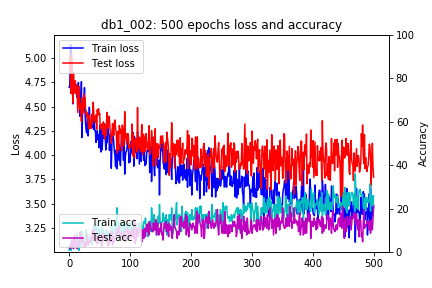 db1_002: 500 epochs loss and accuracy
Train loss
Test loss
Train acc
Test acc
Loss
5.00
4.75
4.50
4.25
4.00
3.75
3.50
3.25
Accuracy
100
80
60
40
20
0
0 100 200 300 400 500